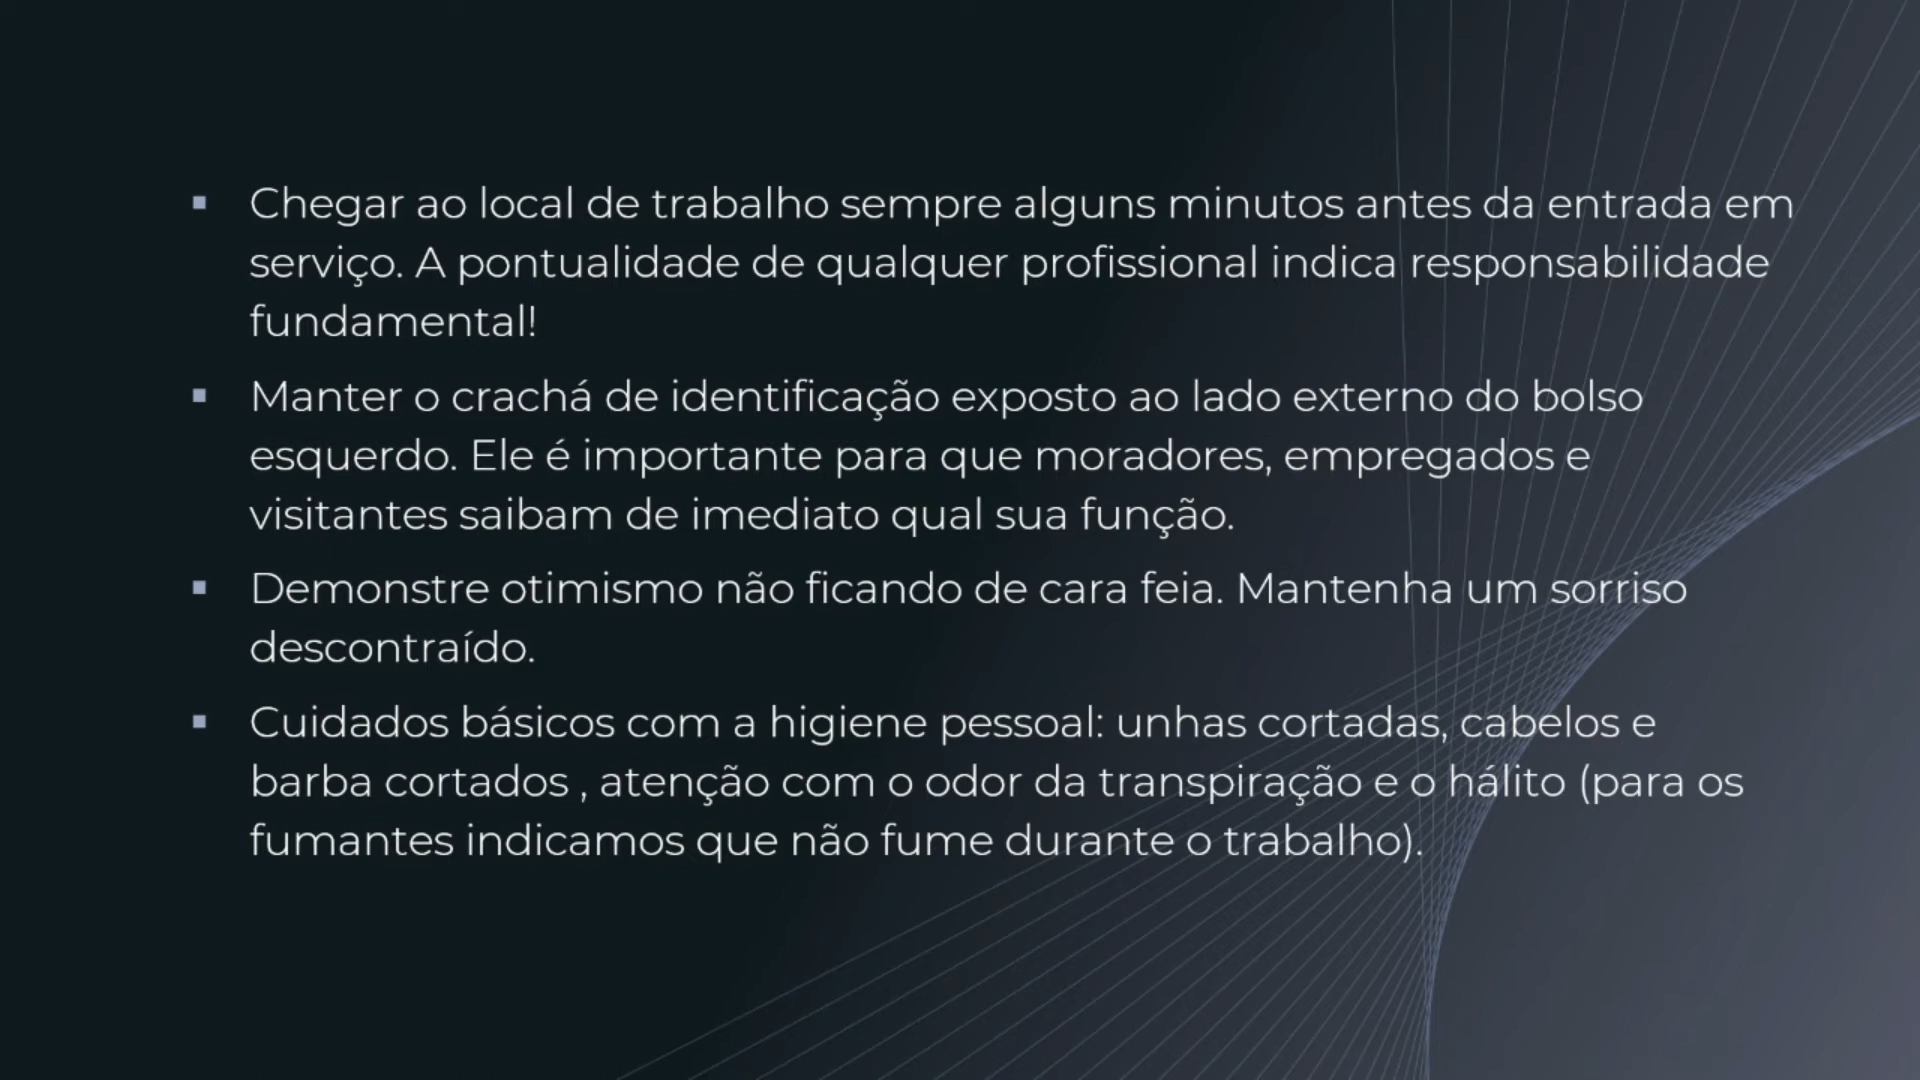 ▪ Chegar ao local de trabalho sempre alguns minutos antes da entrada em
serviço. A pontualidade de qualquer profissional indica responsabilidade
fundamental!
▪ Manter o crachá de identificação exposto ao lado externo do bolso
esquerdo. Ele é importante para que moradores, empregados e
visitantes saibam de imediato qual sua função.
▪ Demonstre otimismo não ficando de cara feia. Mantenha um sorriso
descontraído.
▪ Cuidados básicos com a higiene pessoal: unhas cortadas, cabelos e
barba cortados , atenção com o odor da transpiração e o hálito (para os
fumantes indicamos que não fume durante o trabalho).